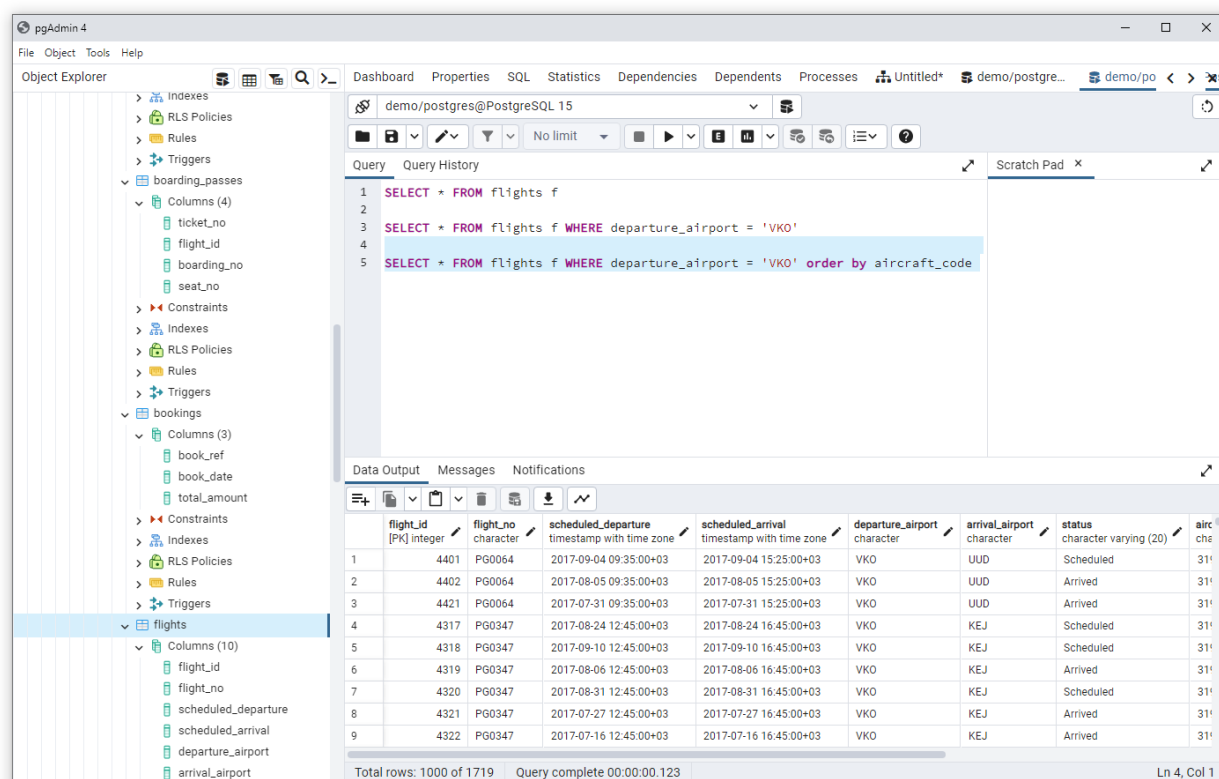 pgAdmin 4
File Object Tools Help
Object Explorer
Dashboard Properties SQL Statistics Dependencies Dependents Processes Untitled* demo/postgre... demo/po
Indexes
RLS Policies
Rules
Triggers
boarding_passes
Columns (4)
ticket_no
flight_id
boarding_no
seat_no
Constraints
Indexes
RLS Policies
Rules
Triggers
bookings
Columns (3)
book_ref
book_date
total_amount
Constraints
Indexes
RLS Policies
Rules
Triggers
flights
Columns (10)
flight_id
flight_no
scheduled_departure
scheduled_arrival
departure_airport
arrival_airport
demo/postgres@PostgreSQL 15
No limit
E
Query Query History
Scratch Pad
1 SELECT * FROM flights f
2
3 SELECT * FROM flights f WHERE departure_airport = 'VKO'
4
5 SELECT * FROM flights f WHERE departure_airport = 'VKO' order by aircraft_code
Data Output Messages Notifications
flight_id flight_no scheduled_departure scheduled_arrival departure_airport arrival_airport status airc
[PK] integer character timestamp with time zone timestamp with time zone character character character varying (20) cha
1 4401 PG0064 2017-09-04 09:35:00+03 2017-09-04 15:25:00+03 VKO UUD Scheduled 319
2 4402 PG0064 2017-08-05 09:35:00+03 2017-08-05 15:25:00+03 VKO UUD Arrived 319
3 4421 PG0064 2017-07-31 09:35:00+03 2017-07-31 15:25:00+03 VKO UUD Arrived 319
4 4317 PG0347 2017-08-24 12:45:00+03 2017-08-24 16:45:00+03 VKO KEJ Scheduled 319
5 4318 PG0347 2017-09-10 12:45:00+03 2017-09-10 16:45:00+03 VKO KEJ Scheduled 319
6 4319 PG0347 2017-08-06 12:45:00+03 2017-08-06 16:45:00+03 VKO KEJ Arrived 319
7 4320 PG0347 2017-08-31 12:45:00+03 2017-08-31 16:45:00+03 VKO KEJ Scheduled 319
8 4321 PG0347 2017-07-27 12:45:00+03 2017-07-27 16:45:00+03 VKO KEJ Arrived 319
9 4322 PG0347 2017-07-16 12:45:00+03 2017-07-16 16:45:00+03 VKO KEJ Arrived 319
Total rows: 1000 of 1719 Query complete 00:00:00.123 Ln 4, Col 1